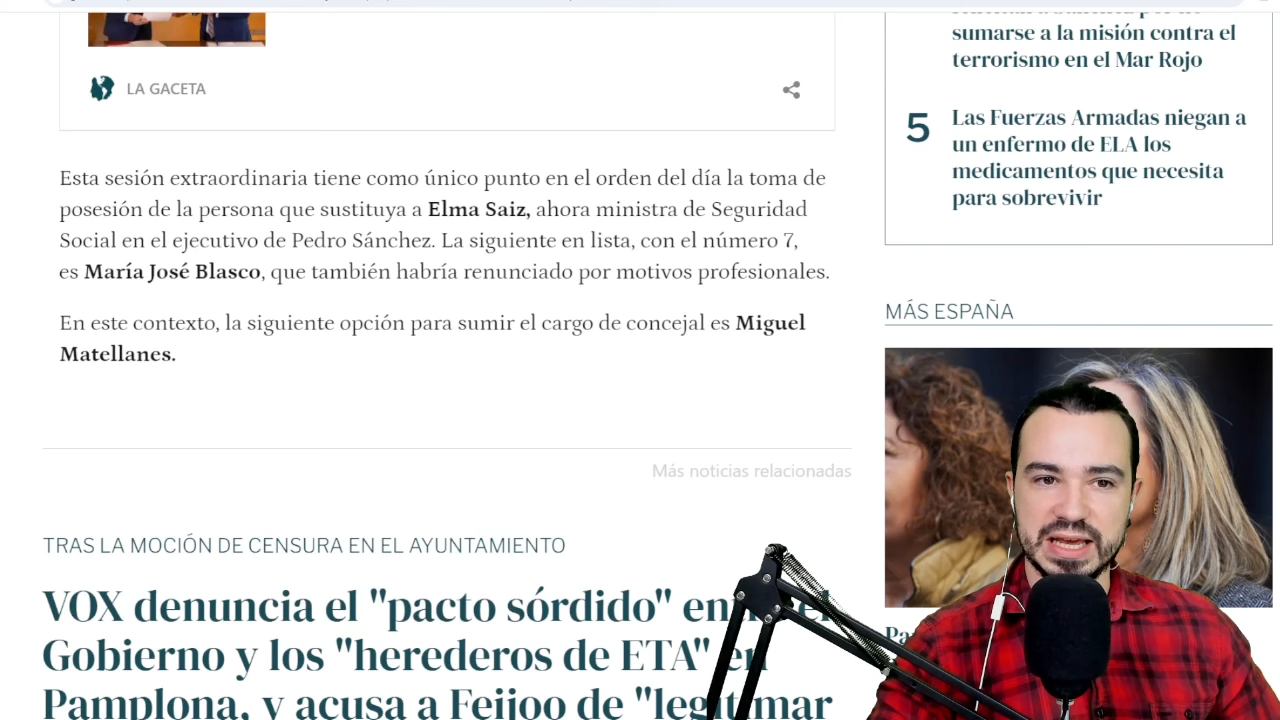 LA GACETA
Esta sesión extraordinaria tiene como único punto en el orden del día la toma de
posesión de la persona que sustituya a Elma Saiz, ahora ministra de Seguridad
Social en el ejecutivo de Pedro Sánchez. La siguiente en lista, con el número 7,
es María José Blasco, que también habría renunciado por motivos profesionales.
En este contexto, la siguiente opción para sumir el cargo de concejal es Miguel
Matellanes.
Más noticias relacionadas
TRAS LA MOCIÓN DE CENSURA EN EL AYUNTAMIENTO
VOX denuncia el "pacto sórdido" en
Gobierno y los "herederos de ETA" en
Pamplona, y acusa a Feijoo de "legitimar
sumarse a la misión contra el
terrorismo en el Mar Rojo
5
Las Fuerzas Armadas niegan a
un enfermo de ELA los
medicamentos que necesita
para sobrevivir
MÁS ESPAÑA